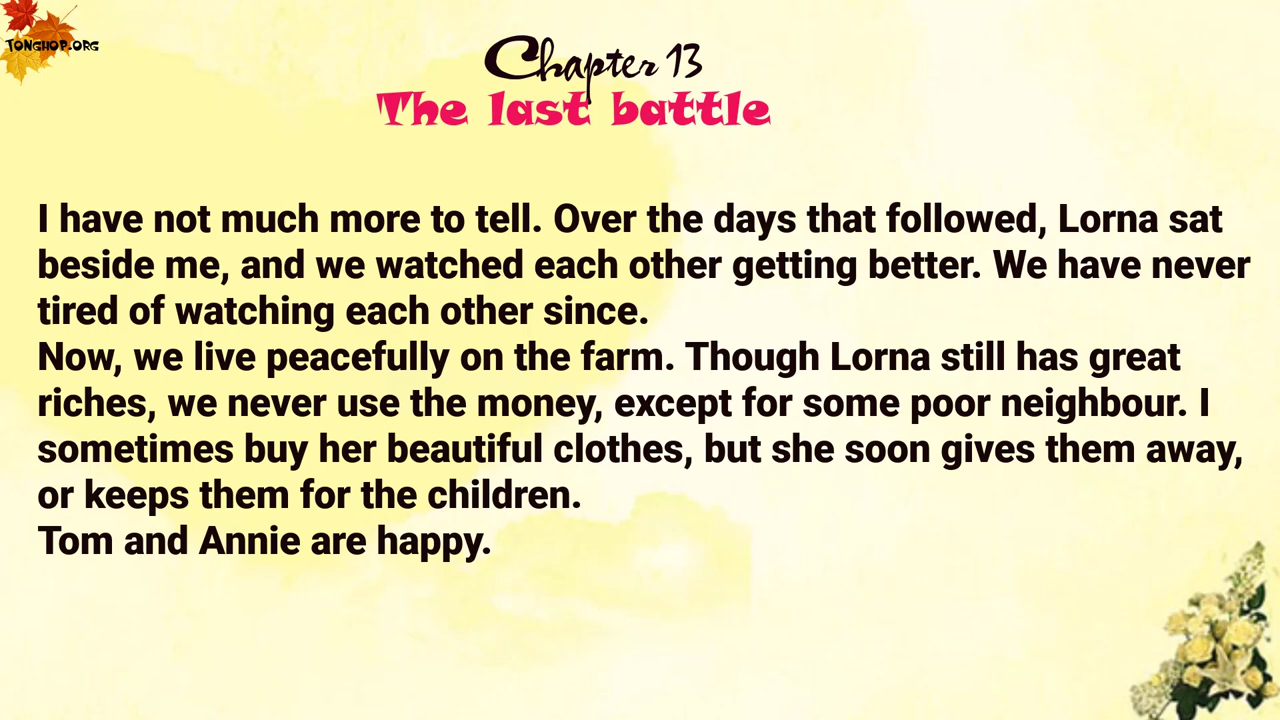 TONGHOP.ORG
Chapter 13
The last battle
I have not much more to tell. Over the days that followed, Lorna sat
beside me, and we watched each other getting better. We have never
tired of watching each other since.
Now, we live peacefully on the farm. Though Lorna still has great
riches, we never use the money, except for some poor neighbour. I
sometimes buy her beautiful clothes, but she soon gives them away,
or keeps them for the children.
Tom and Annie are happy.